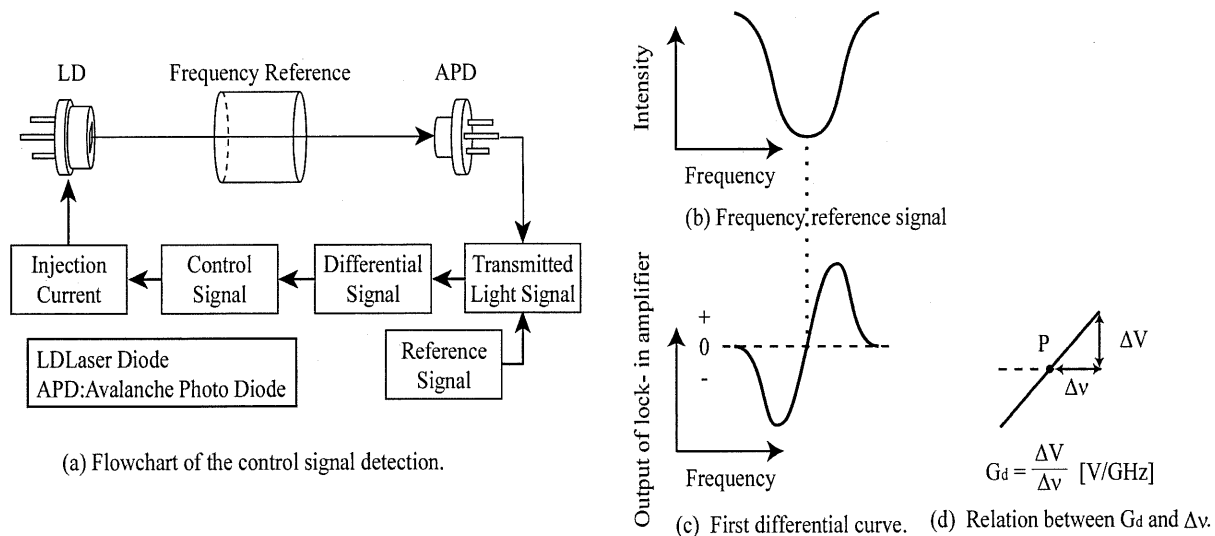 LD
Frequency Reference
APD
Injection
Current
Control
Signal
Differential
Signal
Transmitted
Light Signal
Reference
Signal
LDLaser Diode
APD:Avalanche Photo Diode
(a) Flowchart of the control signal detection.
Intensity
Frequency
(b) Frequency reference signal
Output of lock- in amplifier
+
0
-
Frequency
(c) First differential curve.
P
ΔV
Δν
Gd = ΔV/Δν [V/GHz]
(d) Relation between Gd and Δν.